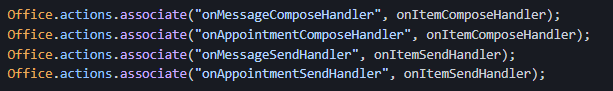 Office.actions.associate("onMessageComposeHandler", onItemComposeHandler);
Office.actions.associate("onAppointmentComposeHandler", onItemComposeHandler);
Office.actions.associate("onMessageSendHandler", onItemSendHandler);
Office.actions.associate("onAppointmentSendHandler", onItemSendHandler);